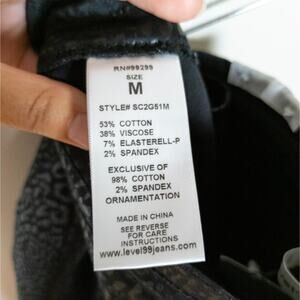 RN#99299
SIZE
M
STYLE# SC2G51M
53% COTTON
38% VISCOSE
7% ELASTERELL-P
2% SPANDEX
EXCLUSIVE OF
98% COTTON
2% SPANDEX
ORNAMENTATION
MADE IN CHINA
SEE REVERSE
FOR CARE
INSTRUCTIONS
www.level99jeans.com